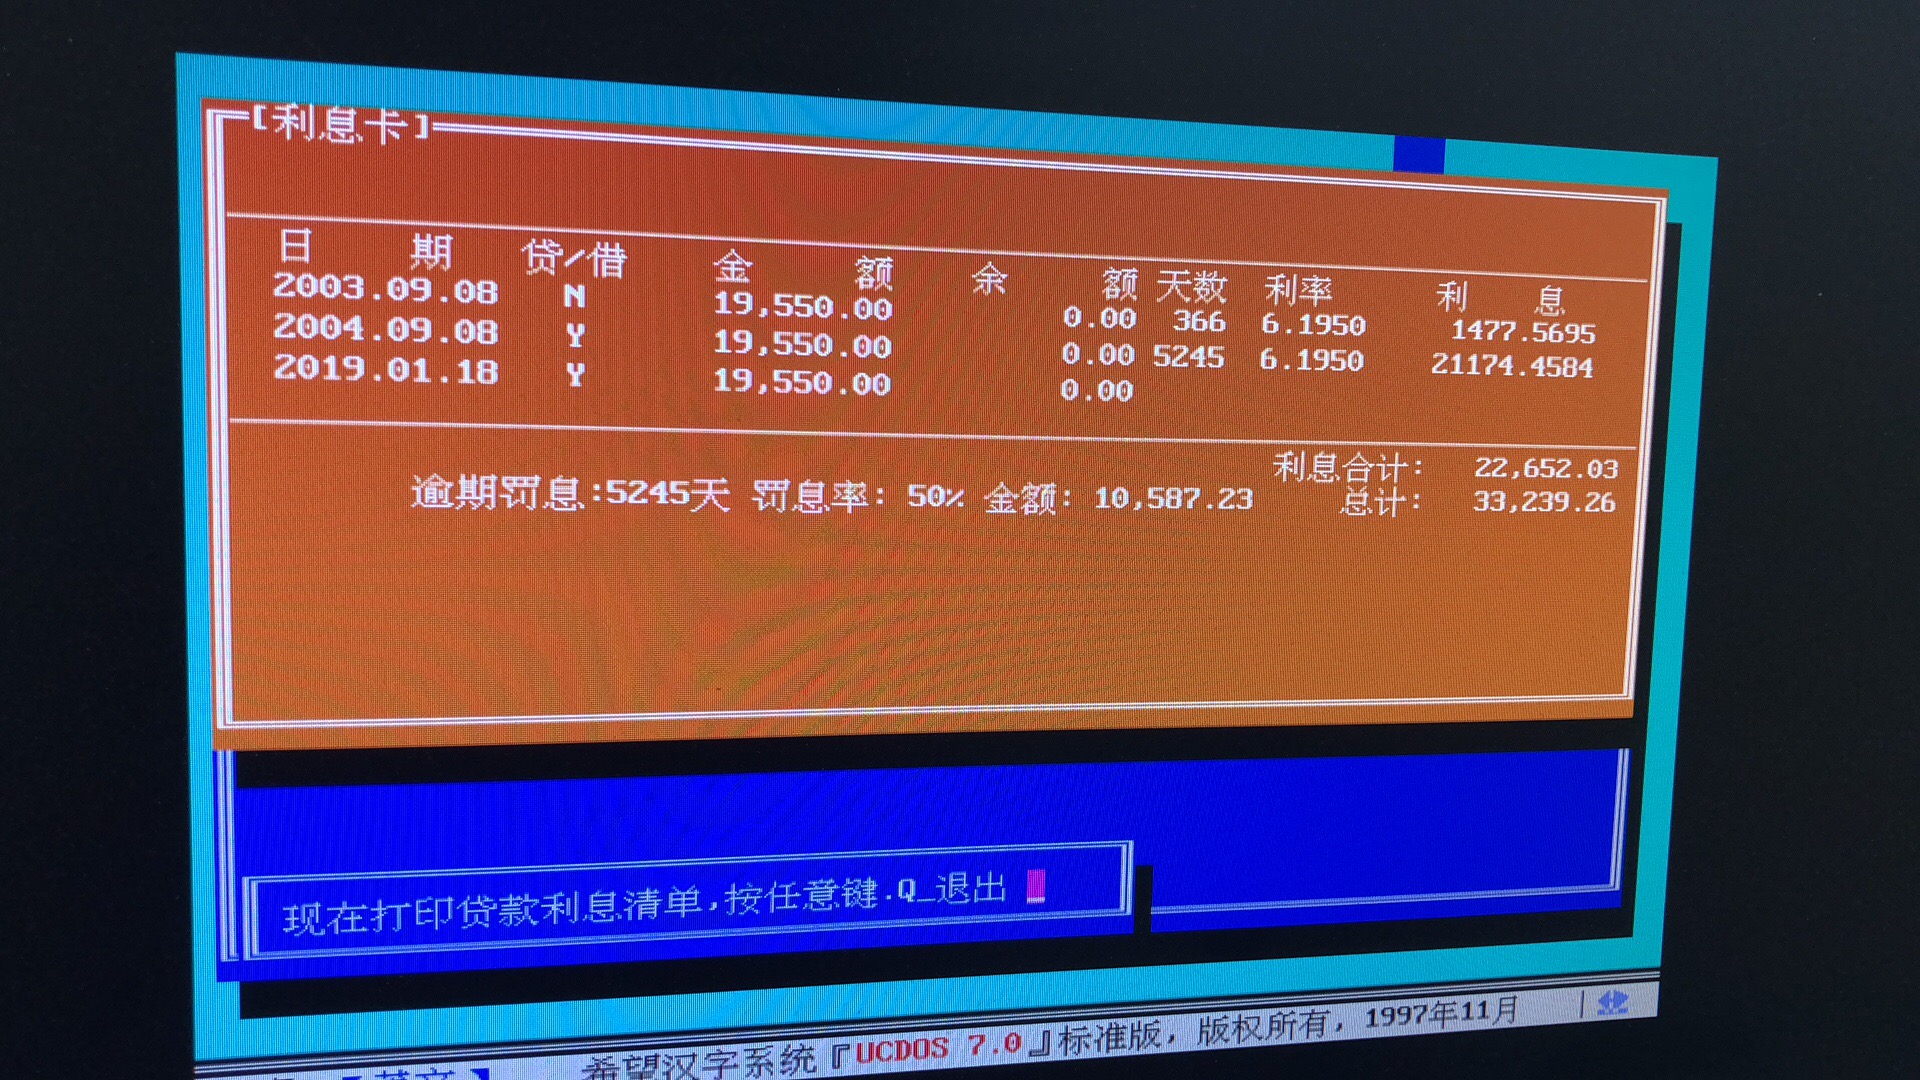 [利息卡]
日 期 贷/借 金 额 余 额 天数 利率 利 息
2003.09.08 N 19,550.00 0.00 366 6.1950 1477.5695
2004.09.08 Y 19,550.00 0.00 5245 6.1950 21174.4584
2019.01.18 Y 19,550.00 0.00
利息合计: 22,652.03
逾期罚息:5245天 罚息率: 50% 金额: 10,587.23 总计: 33,239.26
现在打印贷款利息清单,按任意键.Q_退出
希望汉字系统『UCDOS 7.0』标准版, 版权所有, 1997年11月